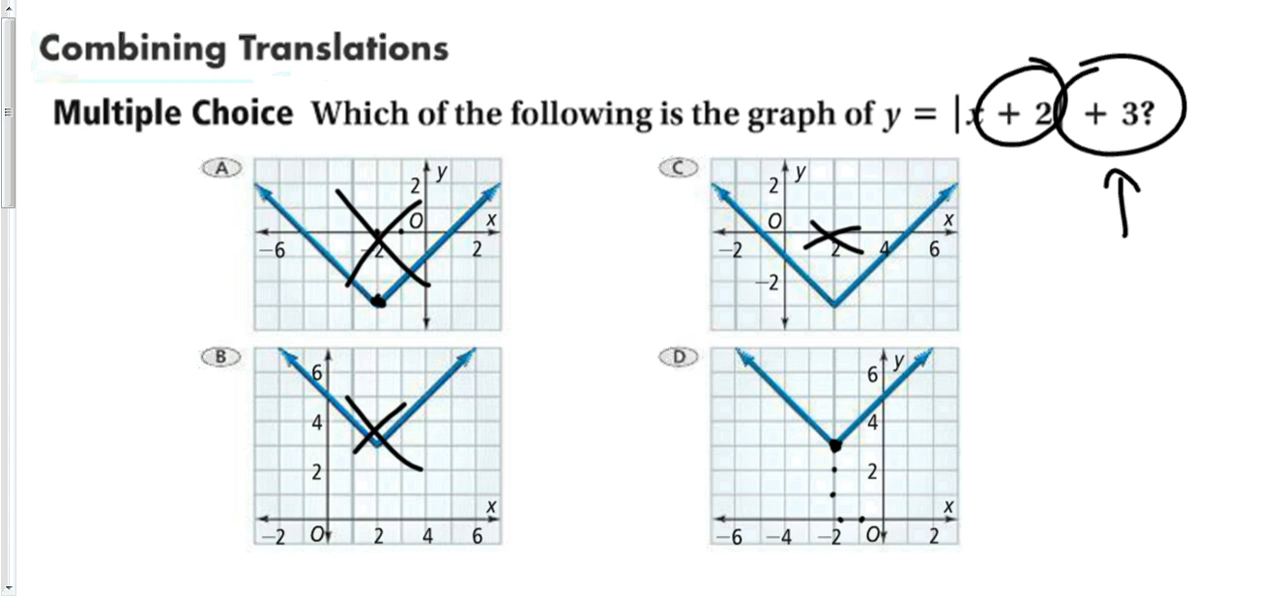 Combining Translations
Multiple Choice Which of the following is the graph of y = |x + 2| + 3?
A
y
2
O
x
−6
−2
2
C
y
2
O
x
−2
2
4
6
−2
B
6
4
2
x
−2
O
2
4
6
D
y
6
4
2
x
−6
−4
−2
O
2